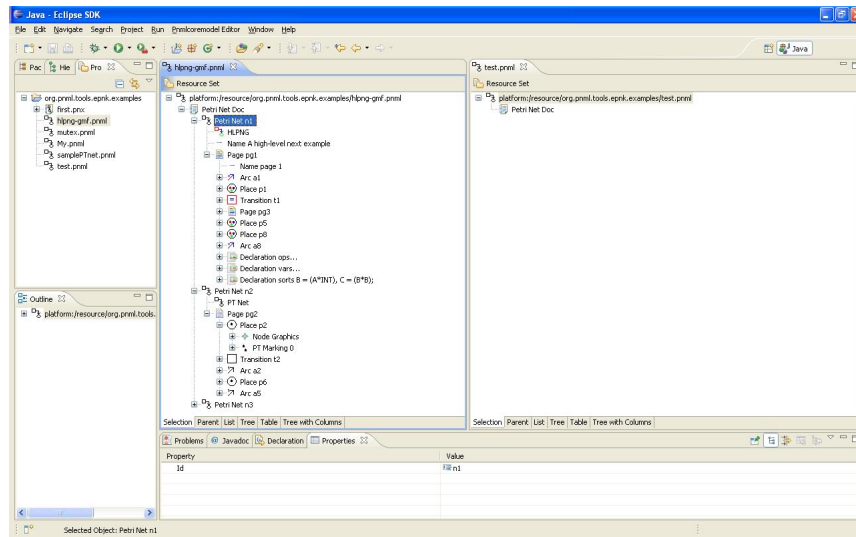 Java - Eclipse SDK
File Edit Navigate Search Project Run Pnmlcoremodel Editor Window Help
Java
Pac Hie Pro
org.pnml.tools.epnk.examples
first.pnx
hlpng-gmf.pnml
mutex.pnml
My.pnml
samplePTnet.pnml
test.pnml
Outline
platform:/resource/org.pnml.tools.
hlpng-gmf.pnml
Resource Set
platform:/resource/org.pnml.tools.epnk.examples/hlpng-gmf.pnml
Petri Net Doc
Petri Net n1
HLPNG
Name A high-level next example
Page pg1
Name page 1
Arc a1
Place p1
Transition t1
Page pg3
Place p5
Place p8
Arc a8
Declaration ops...
Declaration vars...
Declaration sorts B = (A*INT), C = (B*B);
Petri Net n2
PT Net
Page pg2
Place p2
Node Graphics
PT Marking 0
Transition t2
Arc a2
Place p6
Arc a5
Petri Net n3
Selection Parent List Tree Table Tree with Columns
test.pnml
Resource Set
platform:/resource/org.pnml.tools.epnk.examples/test.pnml
Petri Net Doc
Selection Parent List Tree Table Tree with Columns
Problems Javadoc Declaration Properties
Property Value
Id n1
Selected Object: Petri Net n1